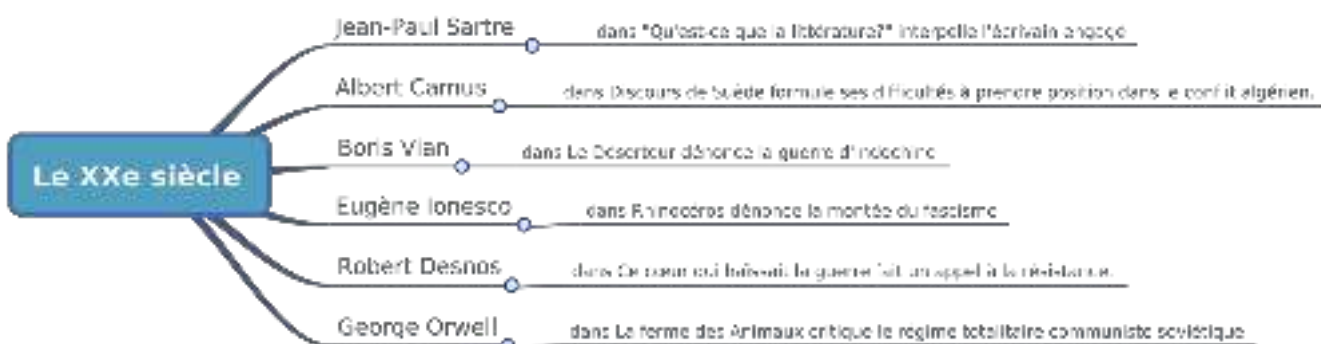 Jean-Paul Sartre
dans "Qu'est-ce que la littérature?" interpelle l'écrivain engagé
Albert Camus
dans Discours de Suède formule ses difficultés à prendre position dans le conflit algérien.
Boris Vian
dans Le Déserteur dénonce la guerre d'Indochine
Le XXe siècle
Eugène Ionesco
dans Rhinocéros dénonce la montée du fascisme
Robert Desnos
dans Ce cœur qui haïssait la guerre fait un appel à la résistance.
George Orwell
dans La ferme des Animaux critique le régime totalitaire communiste soviétique